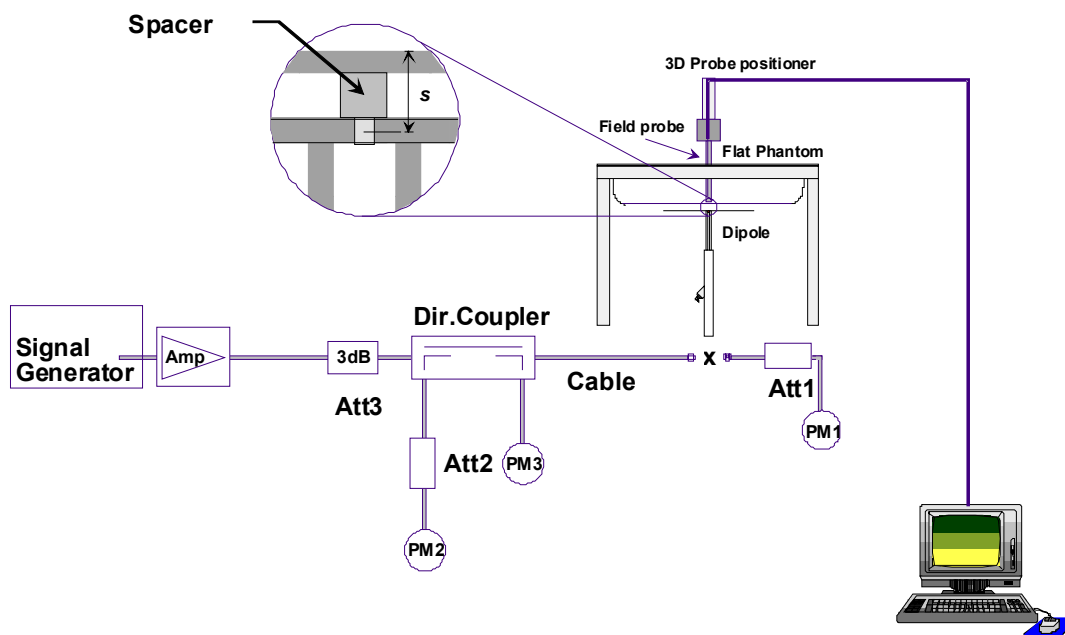 Spacer
s
3D Probe positioner
Field probe
Flat Phantom
Dipole
Dir.Coupler
Signal
Generator
Amp
3dB
Att3
Cable
x
Att1
PM1
Att2
PM3
PM2